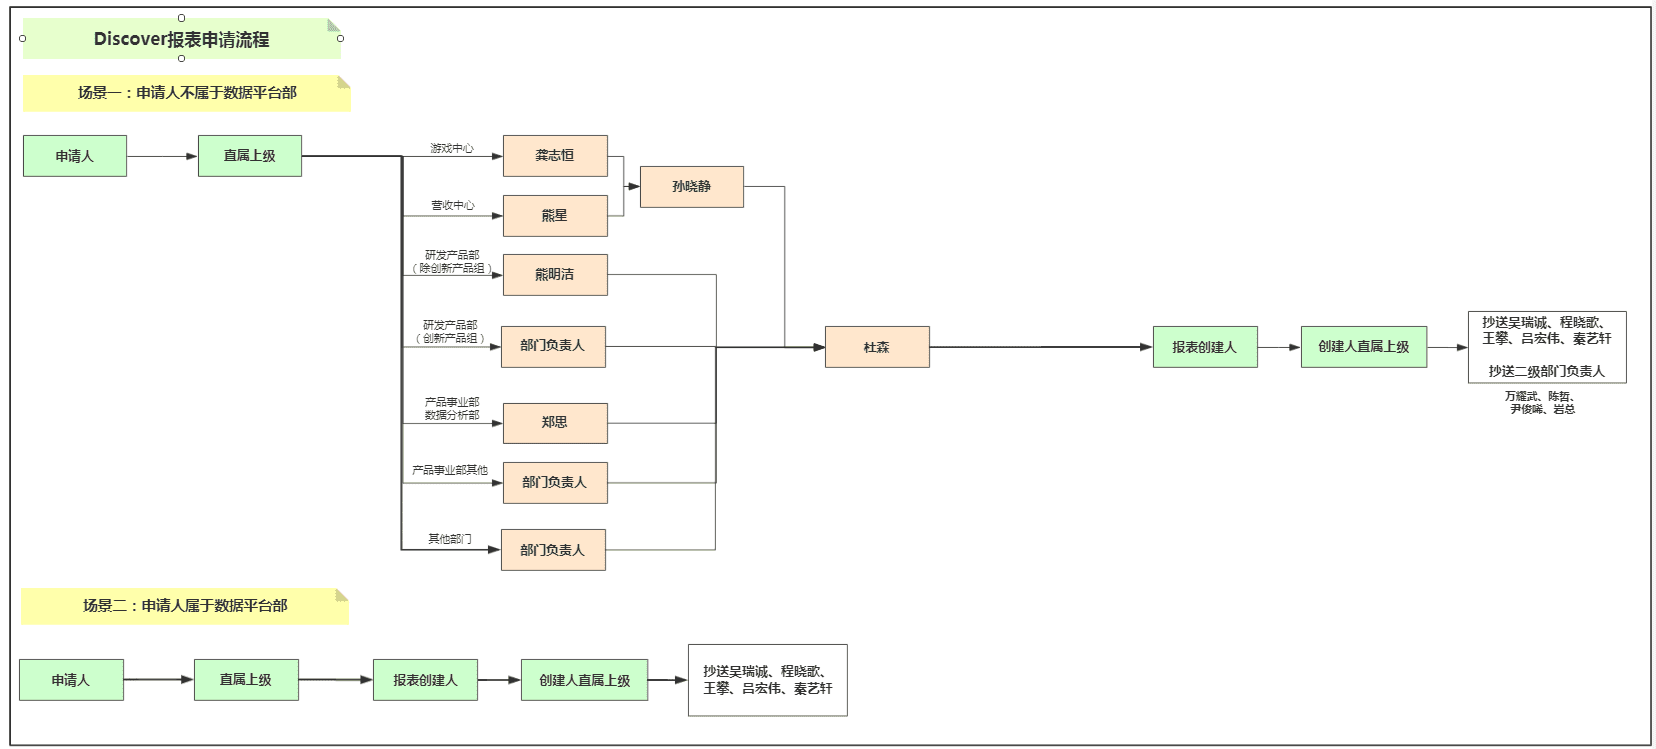 Discover报表申请流程
场景一：申请人不属于数据平台部
申请人
直属上级
游戏中心
龚志恒
孙晓静
营收中心
熊星
研发产品部
（除创新产品组）
熊明洁
研发产品部
（创新产品组）
部门负责人
产品事业部
数据分析部
郑思
产品事业部其他
部门负责人
其他部门
部门负责人
杜森
报表创建人
创建人直属上级
抄送吴瑞诚、程晓歌、
王攀、吕宏伟、秦艺轩
抄送二级部门负责人
万耀武、陈哲、
尹俊晞、岩总
场景二：申请人属于数据平台部
申请人
直属上级
报表创建人
创建人直属上级
抄送吴瑞诚、程晓歌、
王攀、吕宏伟、秦艺轩